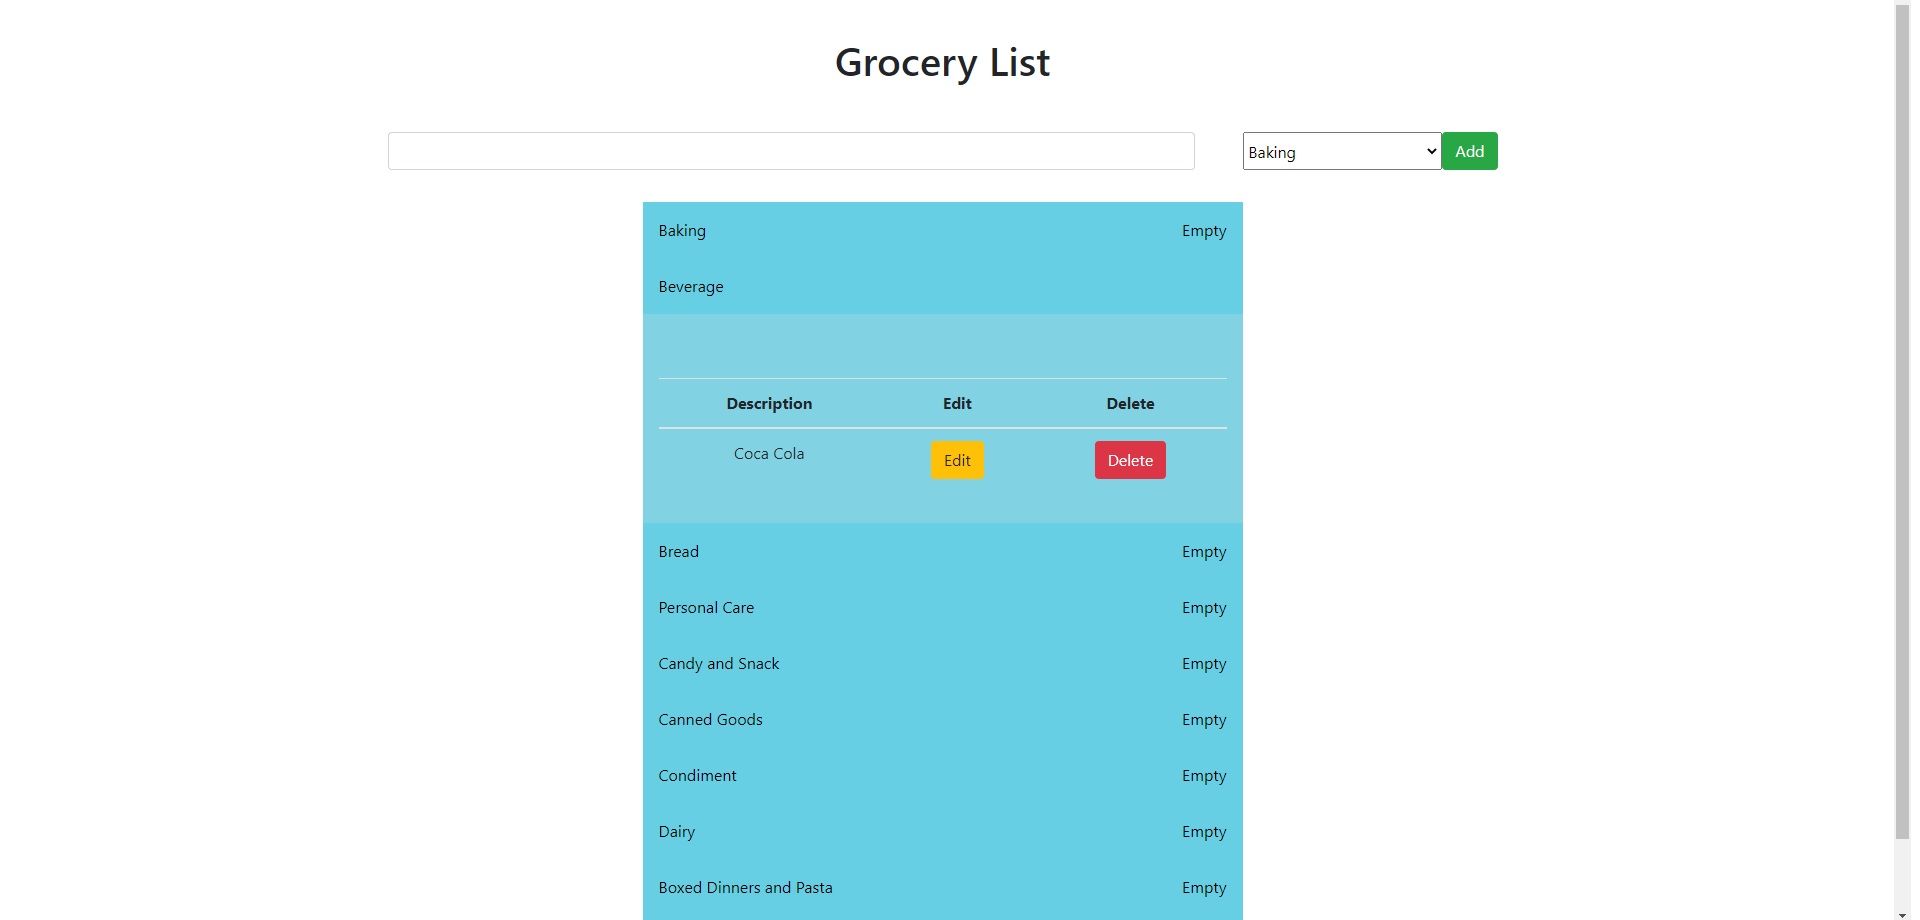 Grocery List
Baking Add
Baking Empty
Beverage
Description Edit Delete
Coca Cola Edit Delete
Bread Empty
Personal Care Empty
Candy and Snack Empty
Canned Goods Empty
Condiment Empty
Dairy Empty
Boxed Dinners and Pasta Empty